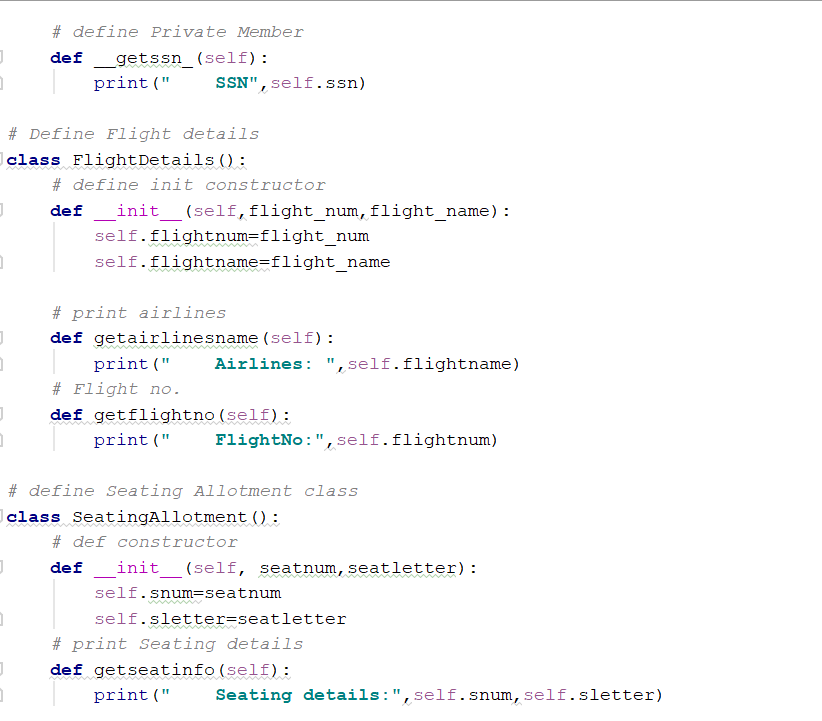 # define Private Member
    def __getssn_(self):
        print("    SSN",self.ssn)

# Define Flight details
class FlightDetails():
    # define init constructor
    def __init__(self,flight_num,flight_name):
        self.flightnum=flight_num
        self.flightname=flight_name

    # print airlines
    def getairlinesname(self):
        print("    Airlines: ",self.flightname)
    # Flight no.
    def getflightno(self):
        print("    FlightNo:",self.flightnum)

# define Seating Allotment class
class SeatingAllotment():
    # def constructor
    def __init__(self, seatnum,seatletter):
        self.snum=seatnum
        self.sletter=seatletter
    # print Seating details
    def getseatinfo(self):
        print("    Seating details:",self.snum,self.sletter)